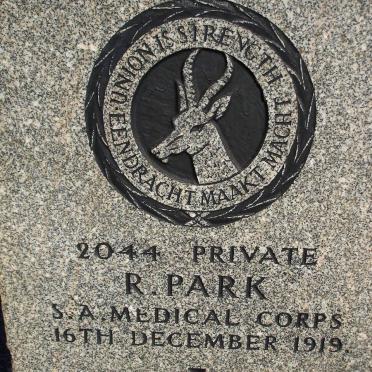 UNION IS STRENGTH
EENDRACHT MAAKT MACHT
2044 PRIVATE
R. PARK
S.A. MEDICAL CORPS
16TH DECEMBER 1919.